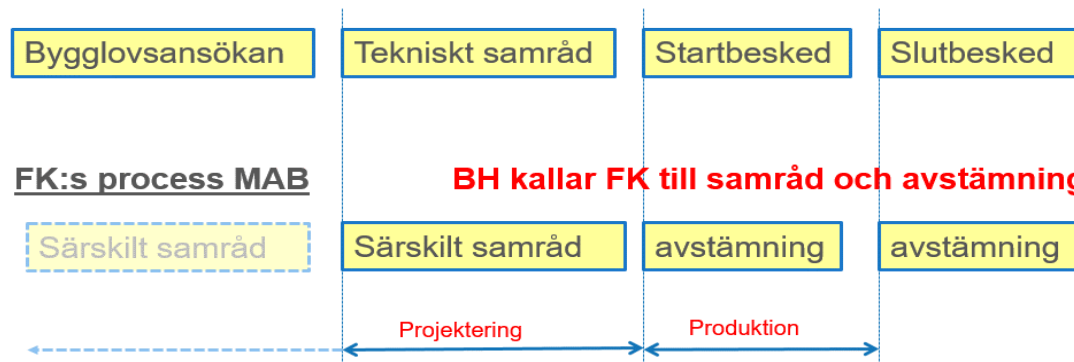 Bygglovsansökan Tekniskt samråd Startbesked Slutbesked
FK:s process MAB BH kallar FK till samråd och avstämning
Särskilt samråd Särskilt samråd avstämning avstämning
Projektering Produktion